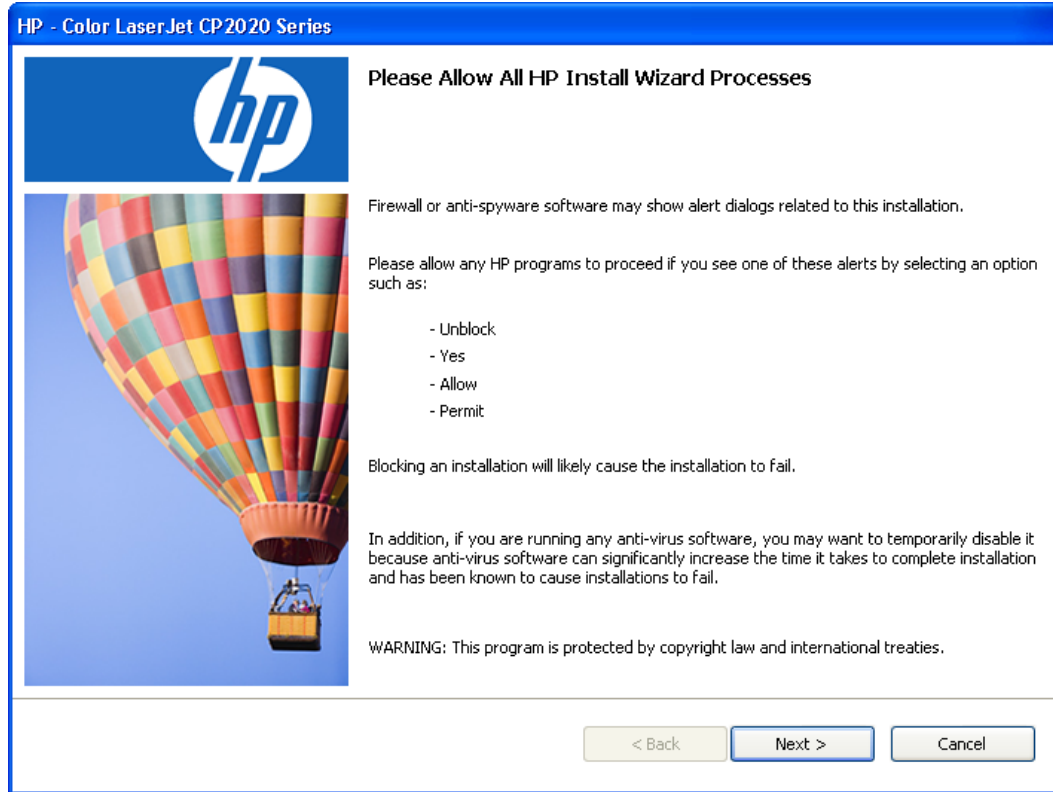 HP - Color LaserJet CP2020 Series
hp
Please Allow All HP Install Wizard Processes
Firewall or anti-spyware software may show alert dialogs related to this installation.
Please allow any HP programs to proceed if you see one of these alerts by selecting an option
such as:
- Unblock
- Yes
- Allow
- Permit
Blocking an installation will likely cause the installation to fail.
In addition, if you are running any anti-virus software, you may want to temporarily disable it
because anti-virus software can significantly increase the time it takes to complete installation
and has been known to cause installations to fail.
WARNING: This program is protected by copyright law and international treaties.
< Back
Next >
Cancel